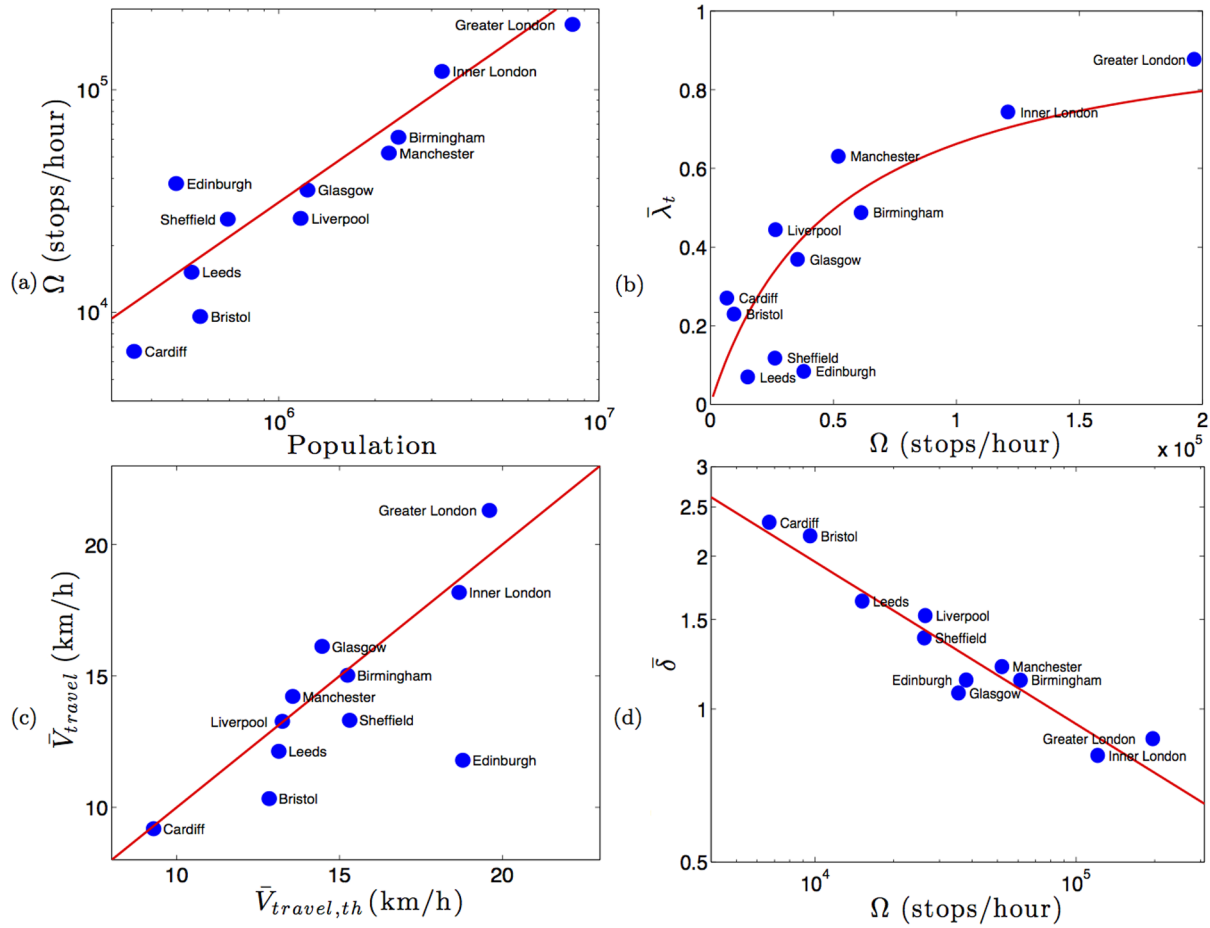 (a)
Ω (stops/hour)
10^5
10^4
Greater London
Inner London
Birmingham
Manchester
Edinburgh
Glasgow
Sheffield
Liverpool
Leeds
Bristol
Cardiff
10^6
10^7
Population
(b)
λ̄_t
1
0.8
0.6
0.4
0.2
0
Greater London
Inner London
Manchester
Birmingham
Liverpool
Glasgow
Cardiff
Bristol
Sheffield
Edinburgh
Leeds
0
0.5
1
1.5
2
x 10^5
Ω (stops/hour)
(c)
V̄_travel (km/h)
20
15
10
Greater London
Inner London
Glasgow
Birmingham
Manchester
Liverpool
Sheffield
Leeds
Edinburgh
Bristol
Cardiff
10
15
20
V̄_travel,th (km/h)
(d)
δ̄
3
2.5
2
1.5
1
0.5
Cardiff
Bristol
Leeds
Liverpool
Sheffield
Manchester
Edinburgh
Birmingham
Glasgow
Greater London
Inner London
10^4
10^5
Ω (stops/hour)